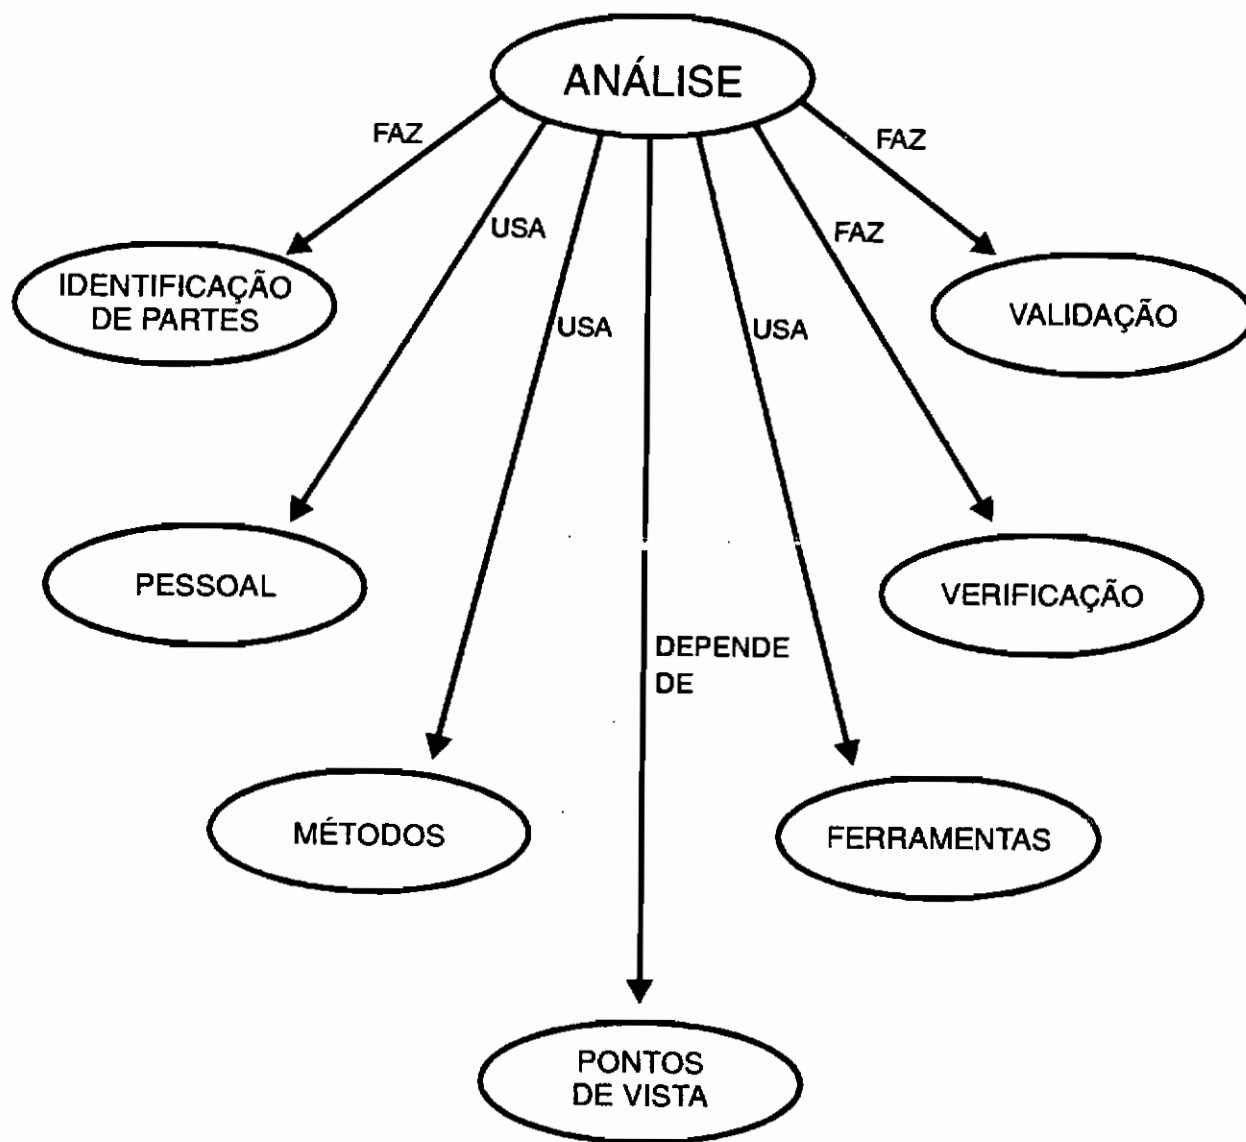 ANÁLISE
FAZ
FAZ
USA
FAZ
IDENTIFICAÇÃO
DE PARTES
VALIDAÇÃO
USA
USA
PESSOAL
VERIFICAÇÃO
DEPENDE
DE
MÉTODOS
FERRAMENTAS
PONTOS
DE VISTA